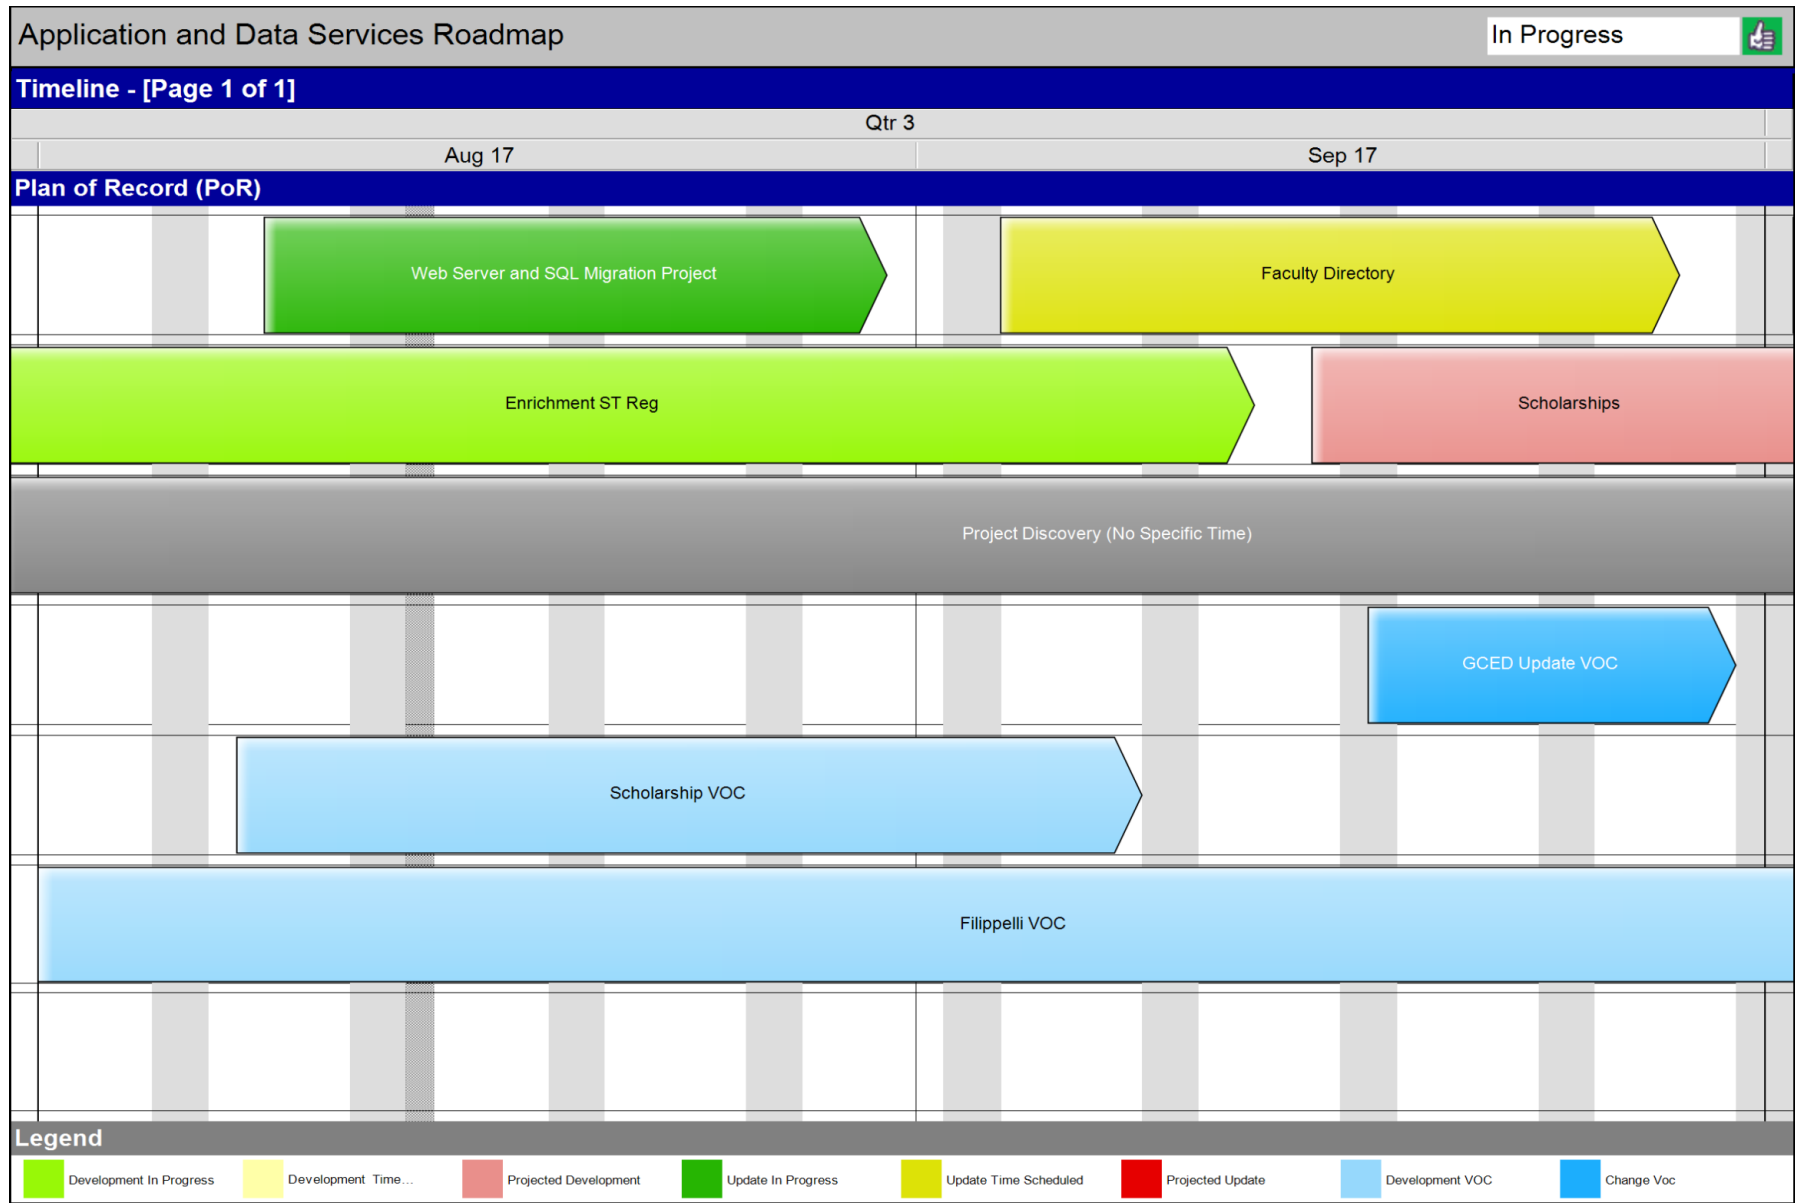 Application and Data Services Roadmap
In Progress
Timeline - [Page 1 of 1]
Qtr 3
Aug 17
Sep 17
Plan of Record (PoR)
Web Server and SQL Migration Project
Faculty Directory
Enrichment ST Reg
Scholarships
Project Discovery (No Specific Time)
GCED Update VOC
Scholarship VOC
Filippelli VOC
Legend
Development In Progress
Development Time...
Projected Development
Update In Progress
Update Time Scheduled
Projected Update
Development VOC
Change Voc